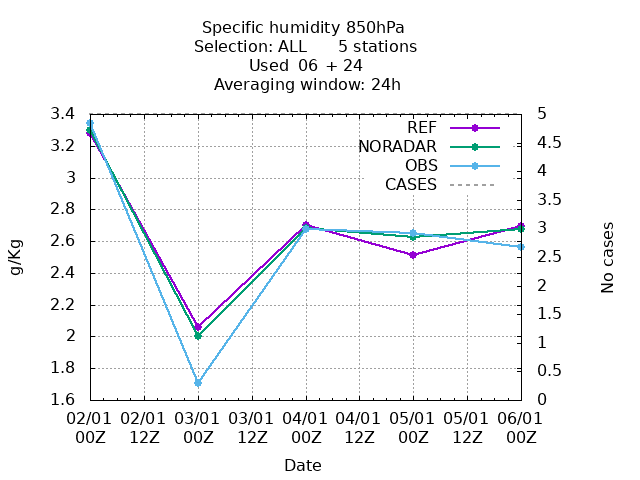 Specific humidity 850hPa
Selection: ALL 5 stations
Used 06 + 24
Averaging window: 24h
3.4
3.2
3
2.8
2.6
2.4
2.2
2
1.8
1.6
g/Kg
REF
NORADAR
OBS
CASES
5
4.5
4
3.5
3
2.5
2
1.5
1
0.5
0
No cases
02/01 02/01 03/01 03/01 04/01 04/01 05/01 05/01 06/01
00Z 12Z 00Z 12Z 00Z 12Z 00Z 12Z 00Z
Date